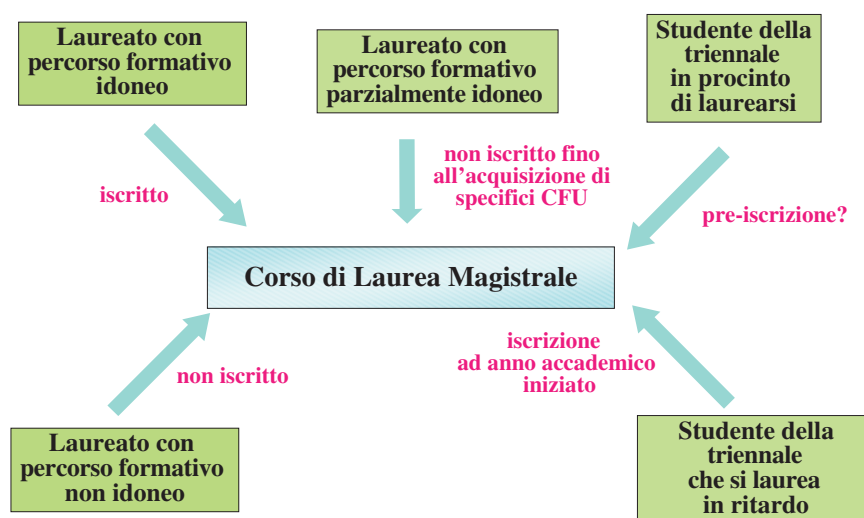 Laureato con
percorso formativo
idoneo
Laureato con
percorso formativo
parzialmente idoneo
Studente della
triennale
in procinto
di laurearsi
iscritto
non iscritto fino
all’acquisizione di
specifici CFU
pre-iscrizione?
Corso di Laurea Magistrale
non iscritto
iscrizione
ad anno accademico
iniziato
Laureato con
percorso formativo
non idoneo
Studente della
triennale
che si laurea
in ritardo